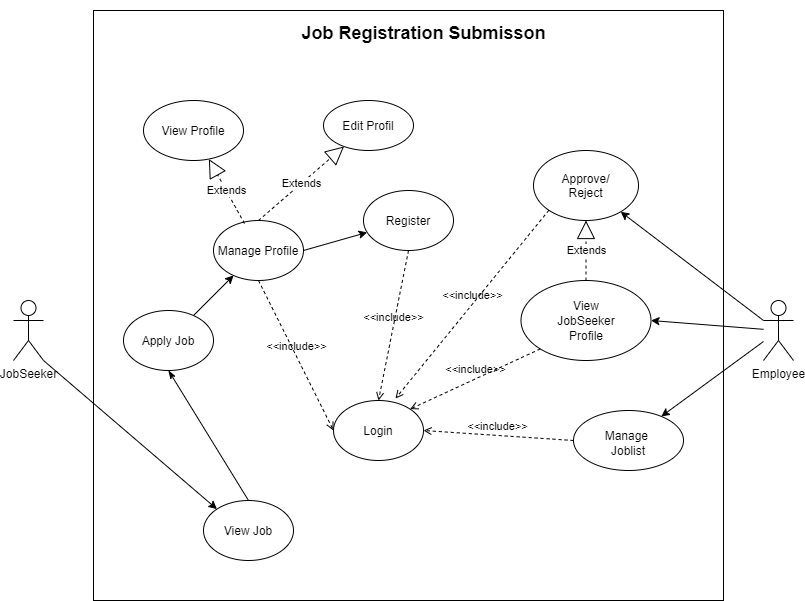 Job Registration Submisson
View Profile
Edit Profil
Extends
Extends
Approve/
Reject
Register
Manage Profile
Extends
<<include>>
View
JobSeeker
Profile
<<include>>
Apply Job
<<include>>
<<include>>
JobSeeker
Employee
<<include>>
Login
Manage
Joblist
View Job